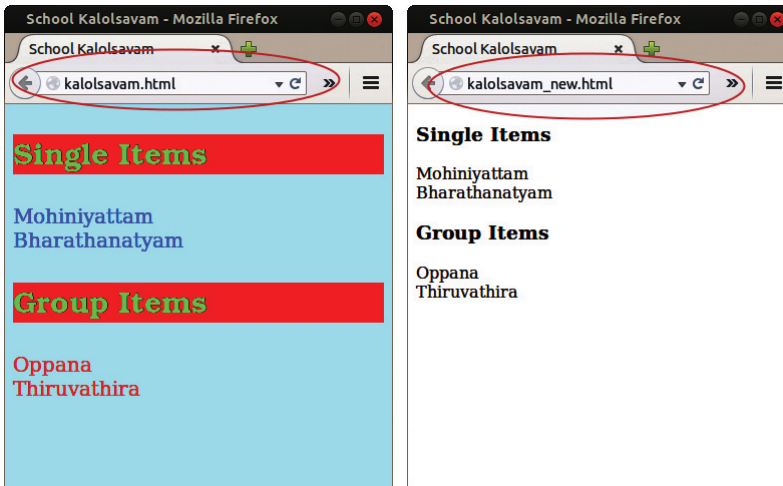 School Kalolsavam - Mozilla Firefox
School Kalolsavam
kalolsavam.html
Single Items
Mohiniyattam
Bharathanatyam
Group Items
Oppana
Thiruvathira
School Kalolsavam - Mozilla Firefox
School Kalolsavam
kalolsavam_new.html
Single Items
Mohiniyattam
Bharathanatyam
Group Items
Oppana
Thiruvathira